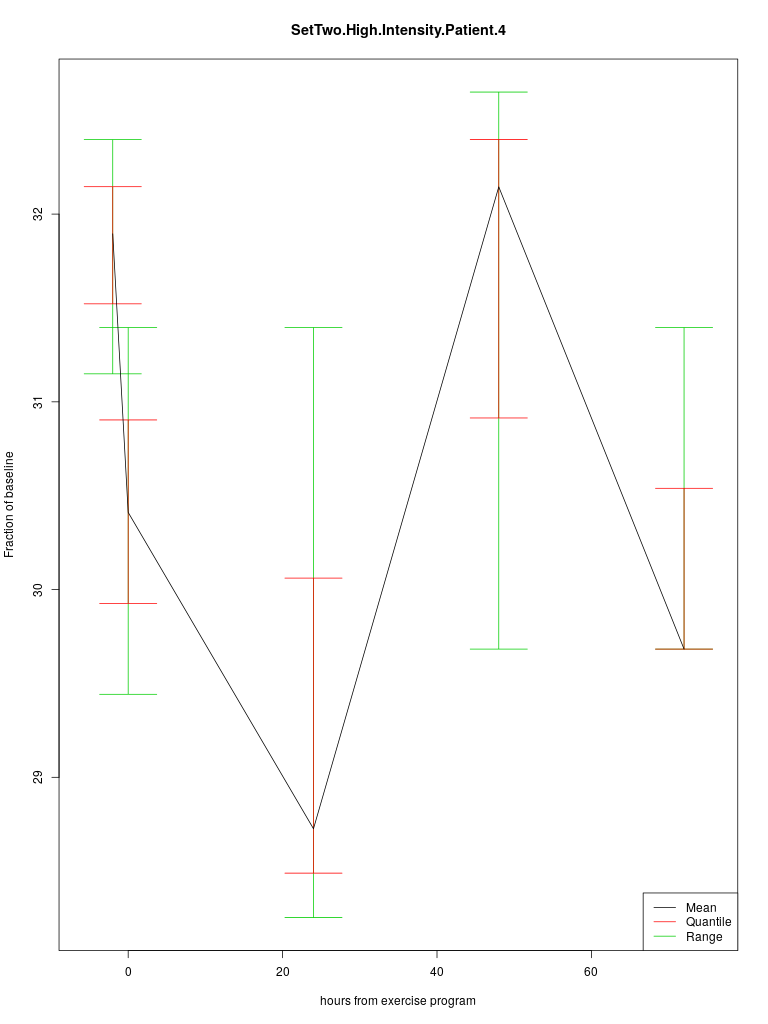 SetTwo.High.Intensity.Patient.4
32
31
30
29
Fraction of baseline
0
20
40
60
hours from exercise program
Mean
Quantile
Range